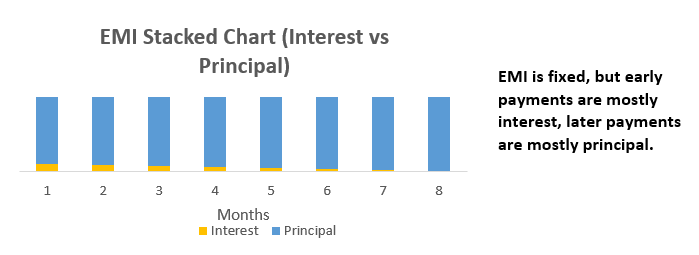 EMI Stacked Chart (Interest vs
Principal)
EMI is fixed, but early
payments are mostly
interest, later payments
are mostly principal.
1 2 3 4 5 6 7 8
Months
Interest Principal